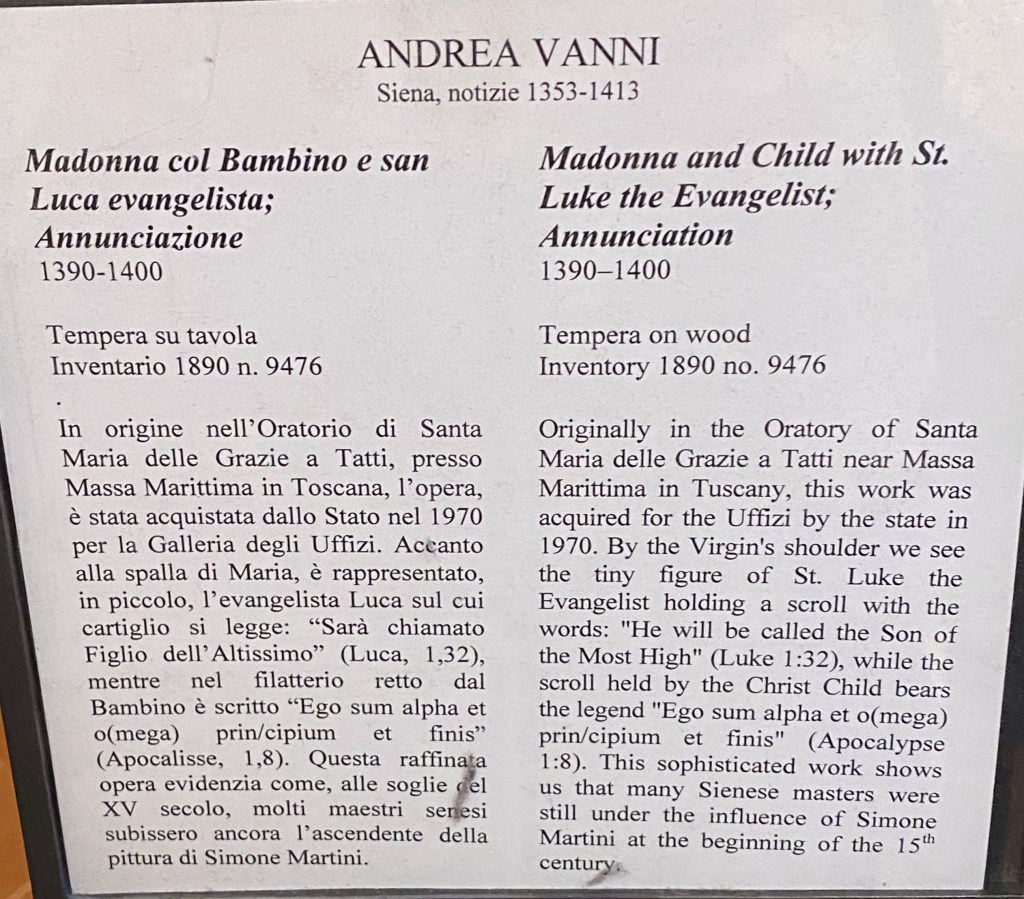 ANDREA VANNI
Siena, notizie 1353-1413
Madonna col Bambino e san
Luca evangelista;
Annunciazione
1390-1400
Tempera su tavola
Inventario 1890 n. 9476
.
In origine nell’Oratorio di Santa
Maria delle Grazie a Tatti, presso
Massa Marittima in Toscana, l’opera,
è stata acquistata dallo Stato nel 1970
per la Galleria degli Uffizi. Accanto
alla spalla di Maria, è rappresentato,
in piccolo, l’evangelista Luca sul cui
cartiglio si legge: “Sarà chiamato
Figlio dell’Altissimo” (Luca, 1,32),
mentre nel filatterio retto dal
Bambino è scritto “Ego sum alpha et
o(mega) prin/cipium et finis”
(Apocalisse, 1,8). Questa raffinata
opera evidenzia come, alle soglie del
XV secolo, molti maestri senesi
subissero ancora l’ascendente della
pittura di Simone Martini.
Madonna and Child with St.
Luke the Evangelist;
Annunciation
1390–1400
Tempera on wood
Inventory 1890 no. 9476
Originally in the Oratory of Santa
Maria delle Grazie a Tatti near Massa
Marittima in Tuscany, this work was
acquired for the Uffizi by the state in
1970. By the Virgin's shoulder we see
the tiny figure of St. Luke the
Evangelist holding a scroll with the
words: "He will be called the Son of
the Most High" (Luke 1:32), while the
scroll held by the Christ Child bears
the legend "Ego sum alpha et o(mega)
prin/cipium et finis" (Apocalypse
1:8). This sophisticated work shows
us that many Sienese masters were
still under the influence of Simone
Martini at the beginning of the 15th
century.